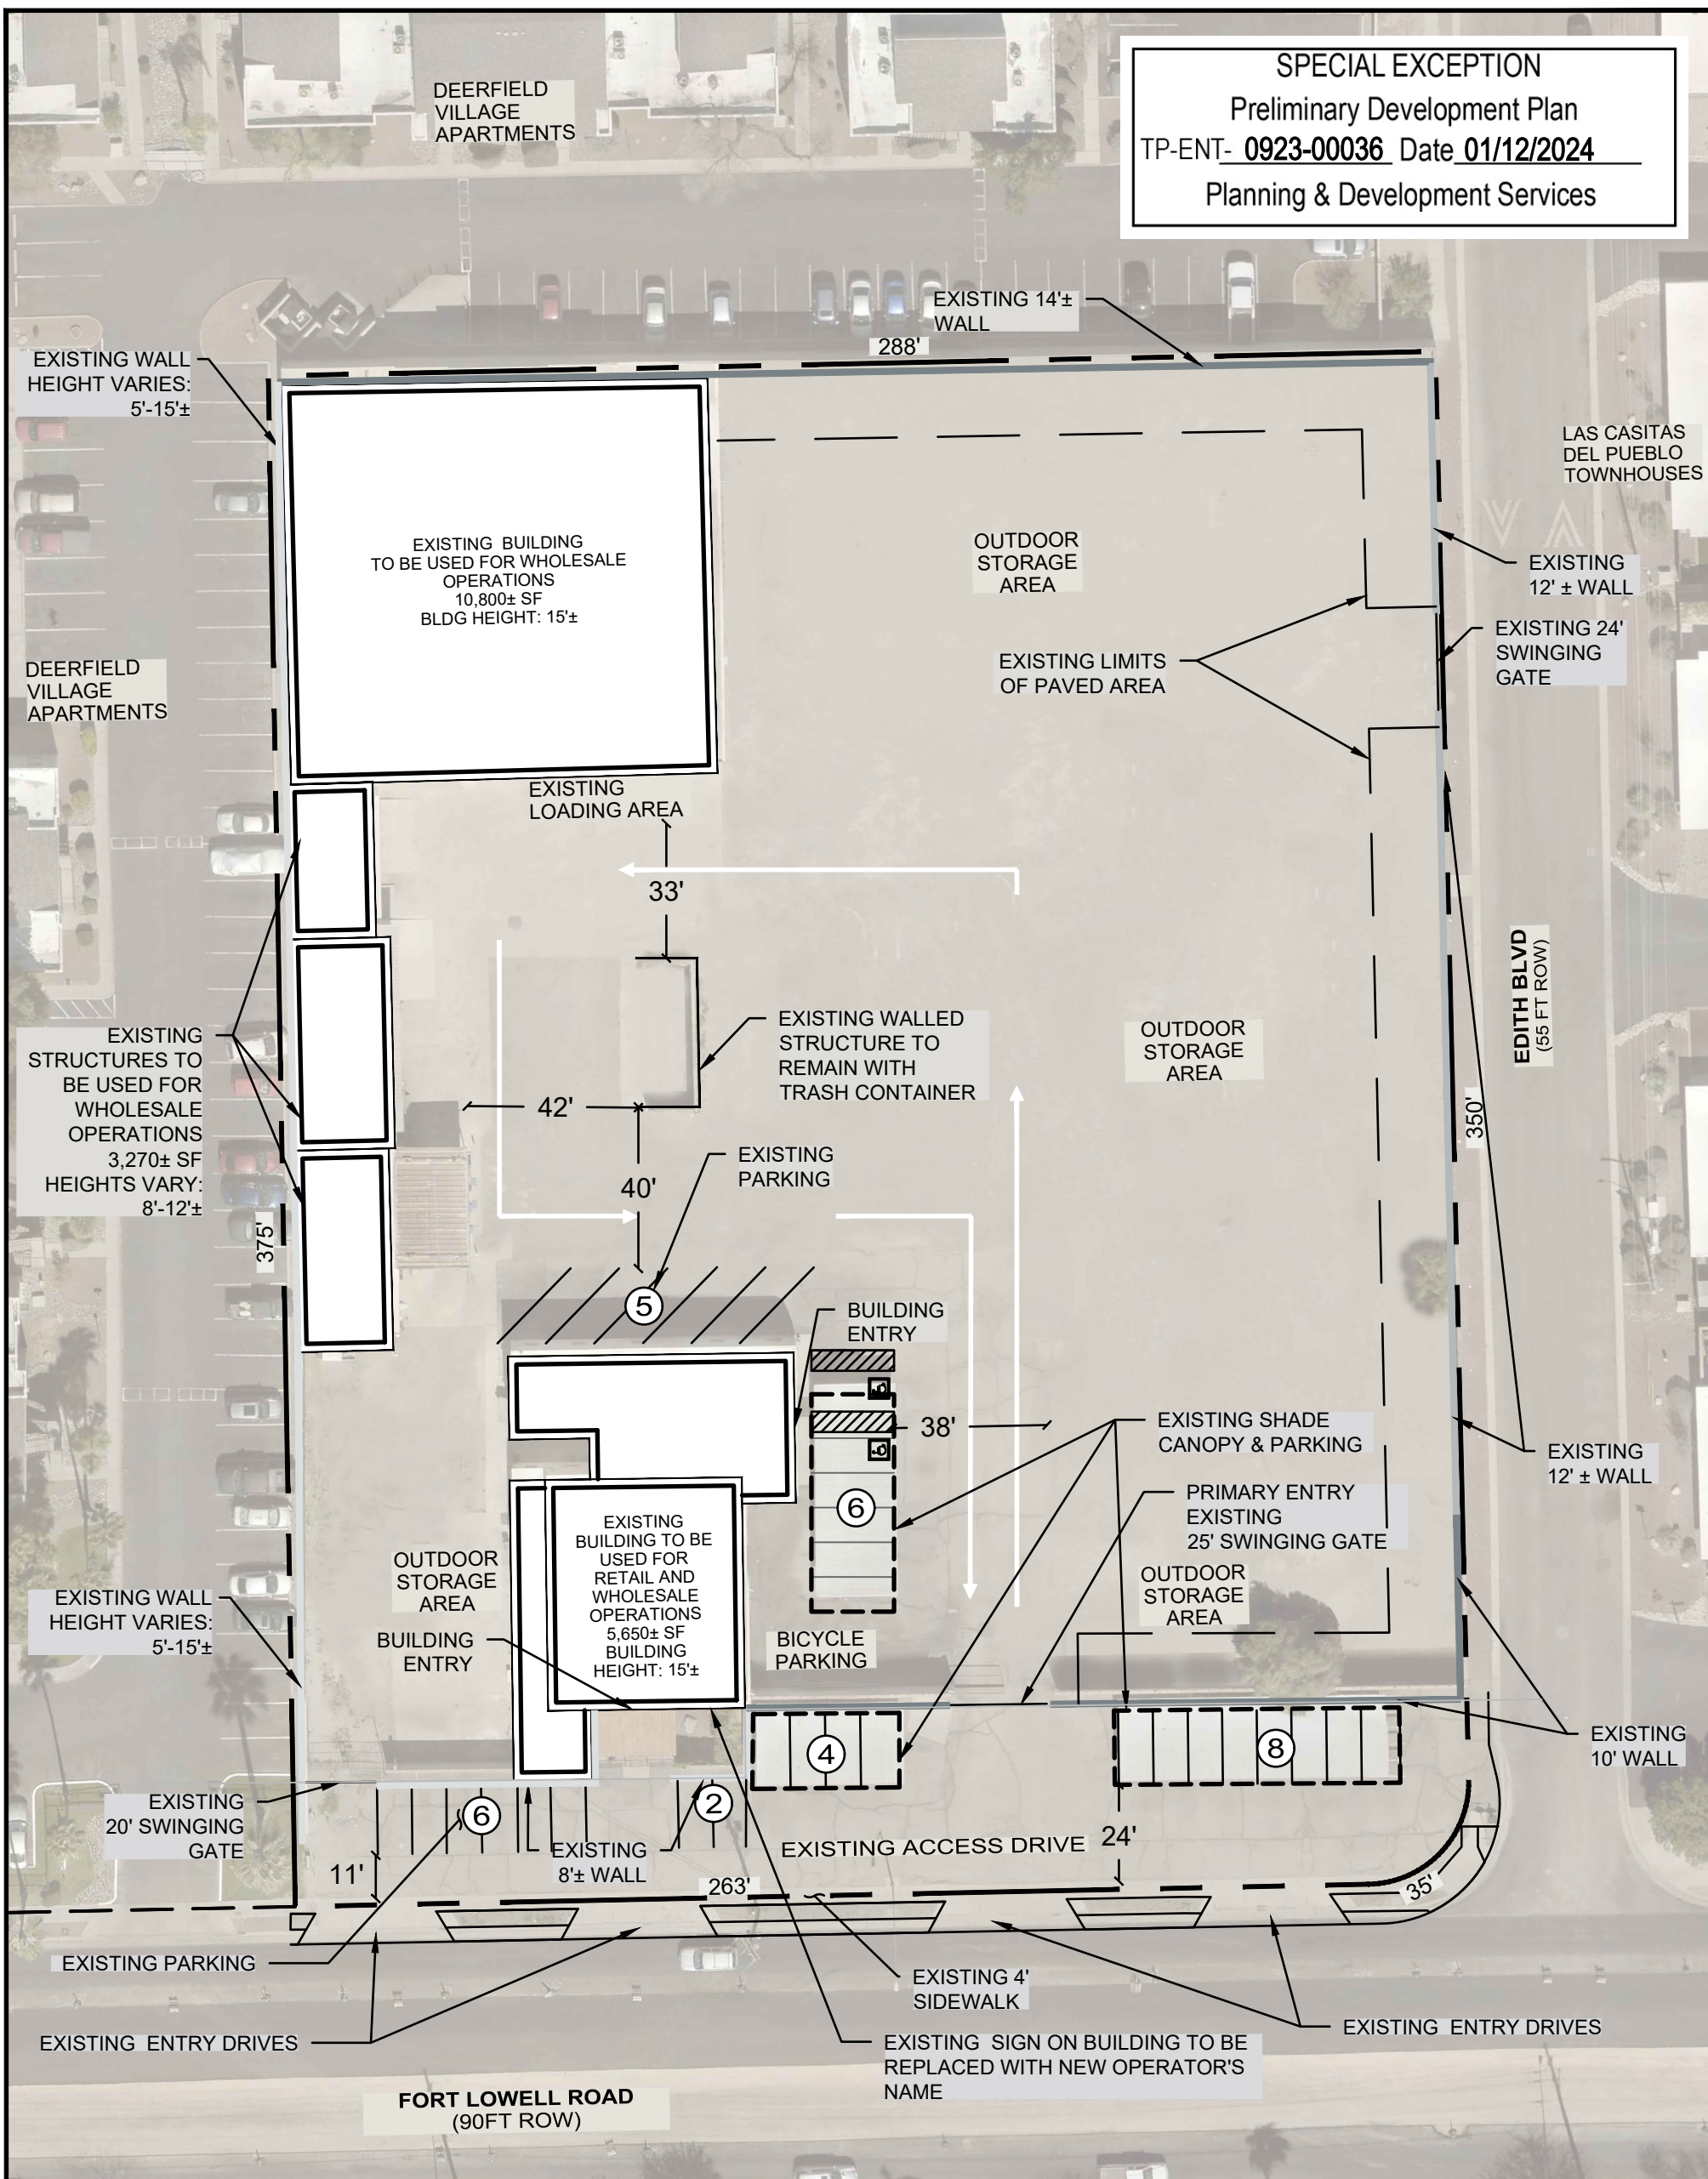 SPECIAL EXCEPTION
Preliminary Development Plan
TP-ENT- 0923-00036 Date 01/12/2024
Planning & Development Services
DEERFIELD
VILLAGE
APARTMENTS
EXISTING 14'±
WALL
288'
EXISTING WALL
HEIGHT VARIES:
5'-15'±
LAS CASITAS
DEL PUEBLO
TOWNHOUSES
EXISTING BUILDING
TO BE USED FOR WHOLESALE
OPERATIONS
10,800± SF
BLDG HEIGHT: 15'±
OUTDOOR
STORAGE
AREA
EXISTING
12' ± WALL
EXISTING 24'
SWINGING
GATE
EXISTING LIMITS
OF PAVED AREA
DEERFIELD
VILLAGE
APARTMENTS
EXISTING
LOADING AREA
33'
EDITH BLVD
(55 FT ROW)
EXISTING WALLED
STRUCTURE TO
REMAIN WITH
TRASH CONTAINER
OUTDOOR
STORAGE
AREA
EXISTING
STRUCTURES TO
BE USED FOR
WHOLESALE
OPERATIONS
3,270± SF
HEIGHTS VARY:
8'-12'±
42'
350'
EXISTING
PARKING
40'
375'
5
BUILDING
ENTRY
38'
EXISTING SHADE
CANOPY & PARKING
EXISTING
12' ± WALL
6
PRIMARY ENTRY
EXISTING
25' SWINGING GATE
EXISTING
BUILDING TO BE
USED FOR
RETAIL AND
WHOLESALE
OPERATIONS
5,650± SF
BUILDING
HEIGHT: 15'±
OUTDOOR
STORAGE
AREA
OUTDOOR
STORAGE
AREA
EXISTING WALL
HEIGHT VARIES:
5'-15'±
BUILDING
ENTRY
BICYCLE
PARKING
4
8
EXISTING
10' WALL
EXISTING
20' SWINGING
GATE
6
2
EXISTING
8'± WALL
EXISTING ACCESS DRIVE
24'
11'
263'
35'
EXISTING PARKING
EXISTING 4'
SIDEWALK
EXISTING ENTRY DRIVES
EXISTING SIGN ON BUILDING TO BE
REPLACED WITH NEW OPERATOR'S
NAME
EXISTING ENTRY DRIVES
FORT LOWELL ROAD
(90FT ROW)